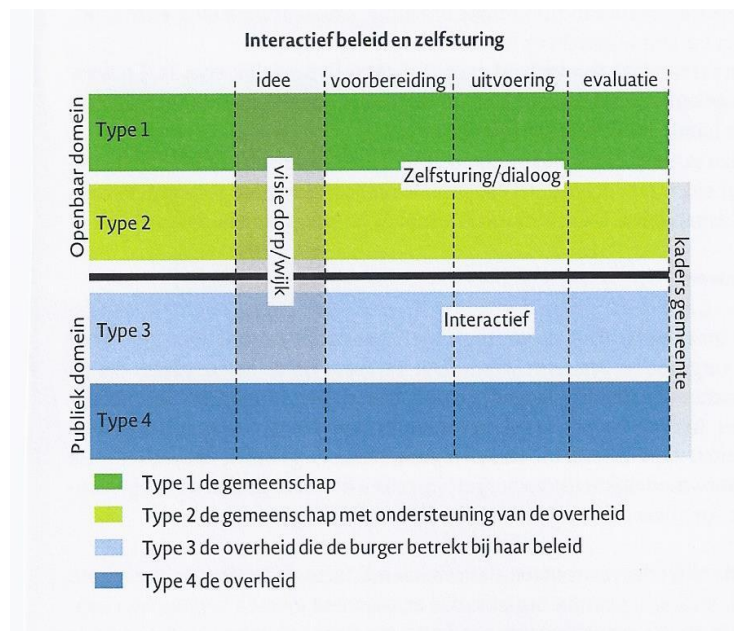 Interactief beleid en zelfsturing
idee voorbereiding uitvoering evaluatie
Openbaar domein
Type 1
Zelfsturing/dialoog
visie dorp/wijk
Type 2
kaders gemeente
Publiek domein
Type 3
Interactief
Type 4
Type 1 de gemeenschap
Type 2 de gemeenschap met ondersteuning van de overheid
Type 3 de overheid die de burger betrekt bij haar beleid
Type 4 de overheid